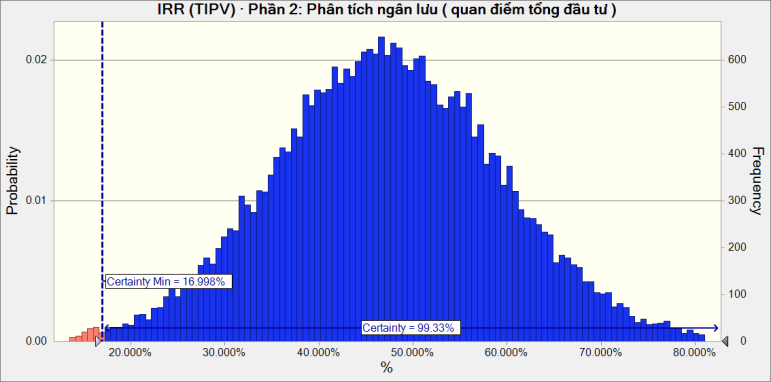 IRR (TIPV) - Phần 2: Phân tích ngân lưu ( quan điểm tổng đầu tư )
0.02
0.01
0.00
Probability
600
500
400
300
200
100
0
Frequency
Certainty Min = 16.998%
Certainty = 99.33%
20.000% 30.000% 40.000% 50.000% 60.000% 70.000% 80.000%
%